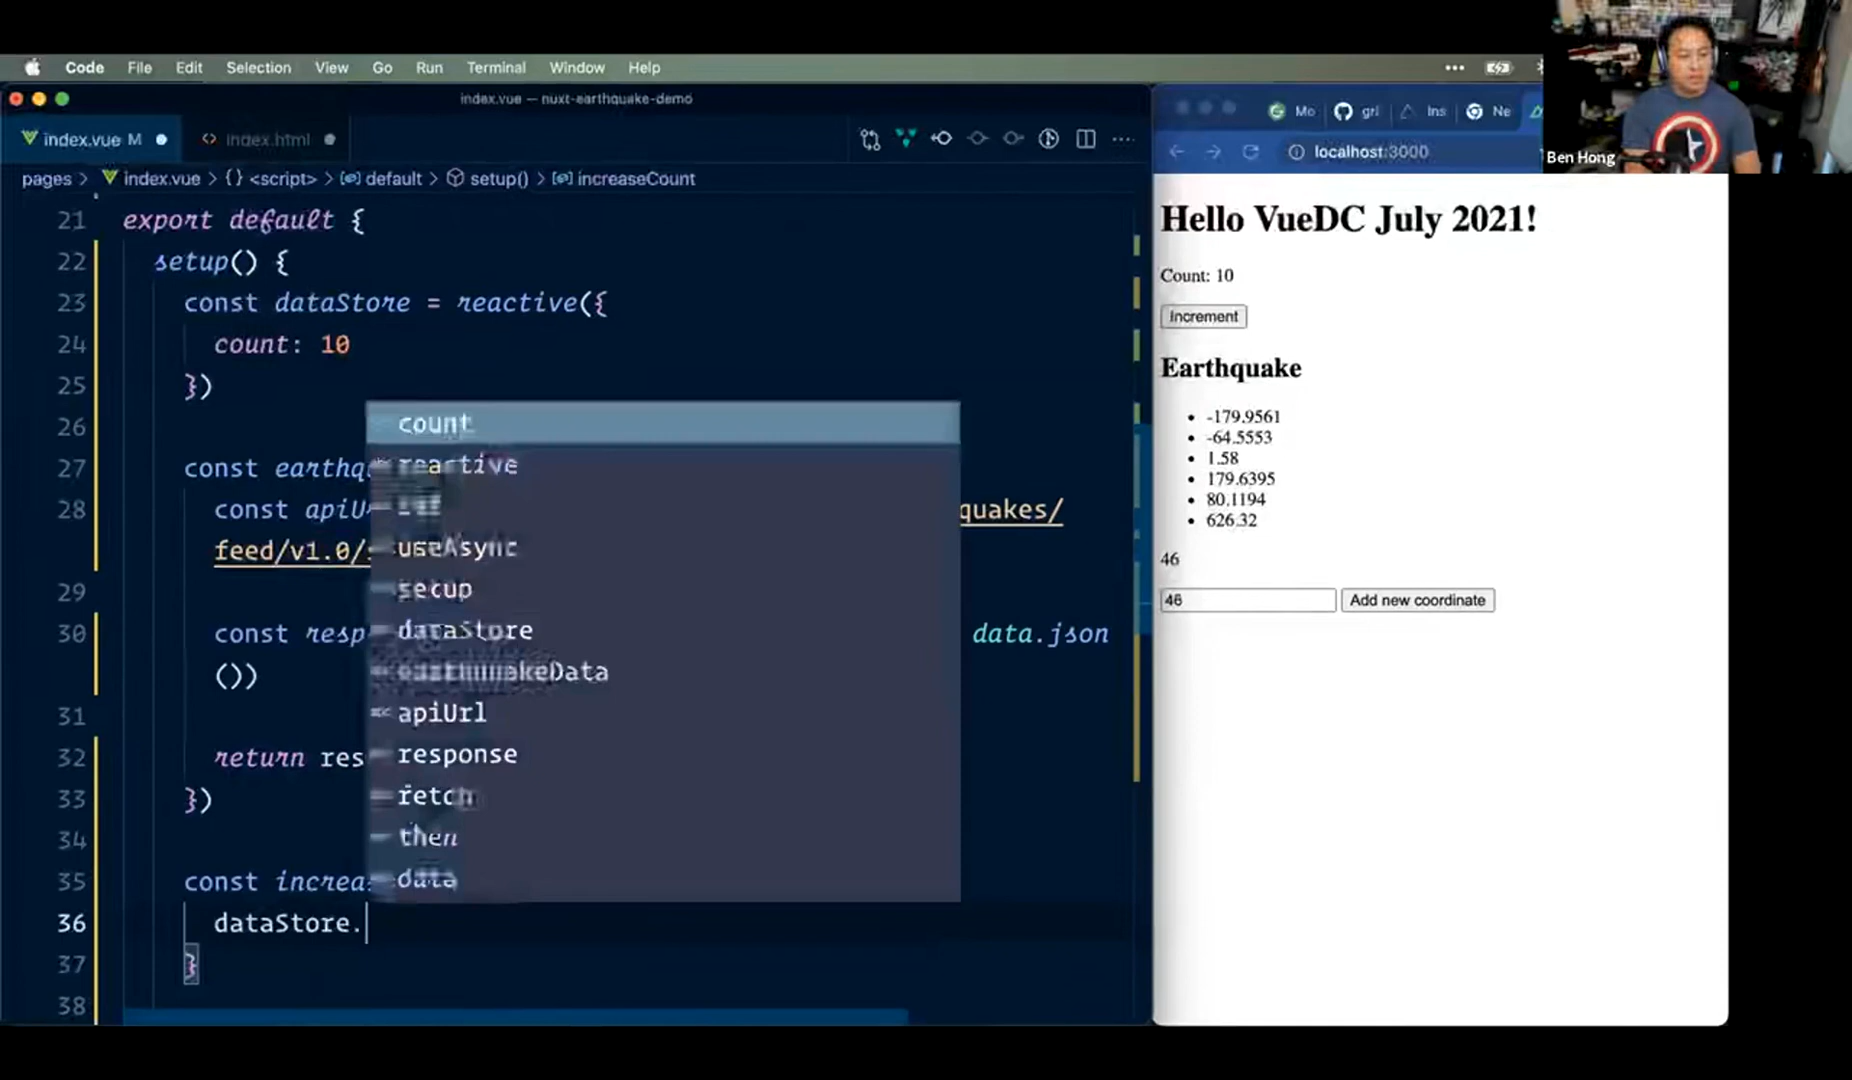 Code File Edit Selection View Go Run Terminal Window Help
index.vue — nuxt-earthquake-demo
index.vue M
index.html
pages > index.vue > {} <script> > default > setup() > increaseCount
21 export default {
22 setup() {
23 const dataStore = reactive({
24 count: 10
25 })
26
27 const earthq
28 const apiU quakes/
feed/v1.0/s
29
30 const resp data.json
())
31
32 return res
33 })
34
35 const increa
36 dataStore.
37 }
38
count
reactive
useAsync
setup
dataStore
earthquakeData
apiUrl
response
fetch
then
data
Mo gri Ins Ne
localhost:3000
Ben Hong
Hello VueDC July 2021!
Count: 10
Increment
Earthquake
-179.9561
-64.5553
1.58
179.6395
80.1194
626.32
46
46 Add new coordinate